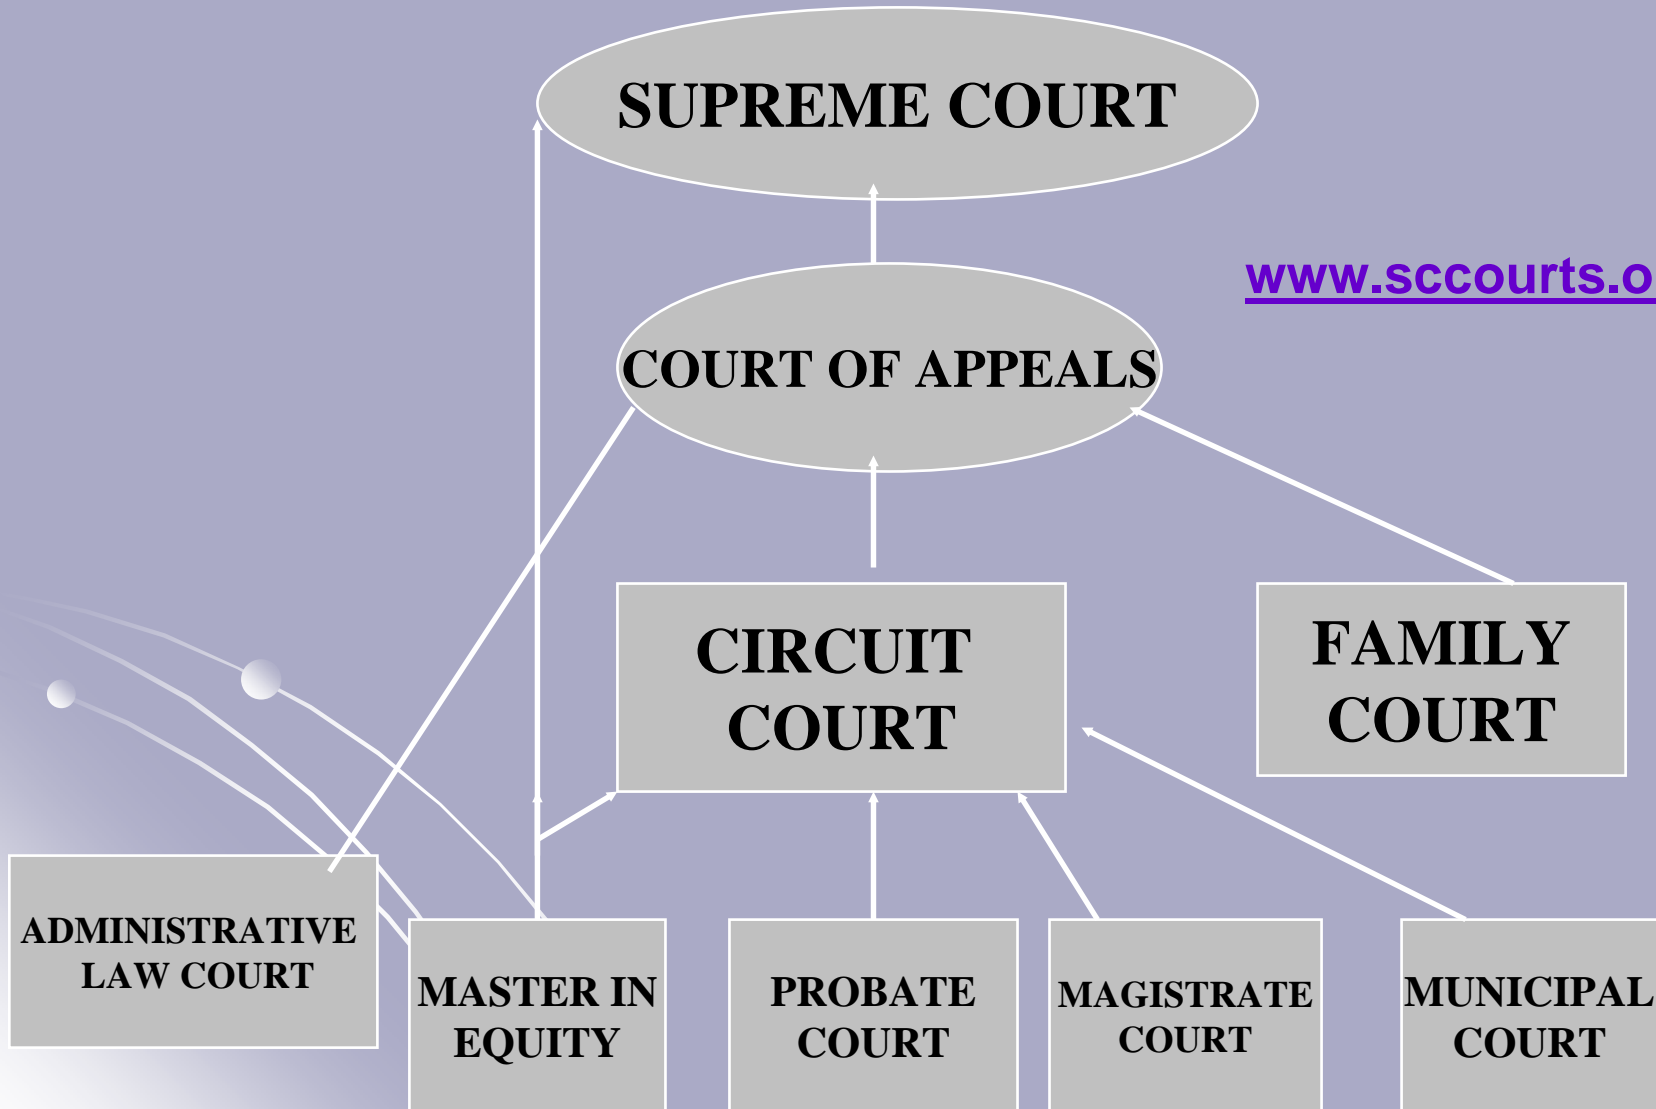 SUPREME COURT
www.sccourts.o
COURT OF APPEALS
CIRCUIT
COURT
FAMILY
COURT
ADMINISTRATIVE
LAW COURT
MASTER IN
EQUITY
PROBATE
COURT
MAGISTRATE
COURT
MUNICIPAL
COURT